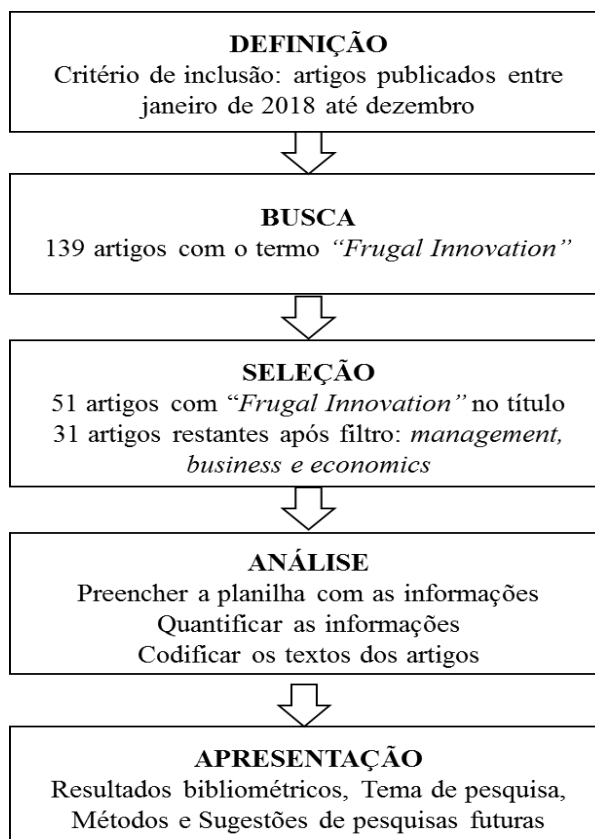 DEFINIÇÃO
Critério de inclusão: artigos publicados entre
janeiro de 2018 até dezembro
BUSCA
139 artigos com o termo “Frugal Innovation”
SELEÇÃO
51 artigos com “Frugal Innovation” no título
31 artigos restantes após filtro: management,
business e economics
ANÁLISE
Preencher a planilha com as informações
Quantificar as informações
Codificar os textos dos artigos
APRESENTAÇÃO
Resultados bibliométricos, Tema de pesquisa,
Métodos e Sugestões de pesquisas futuras